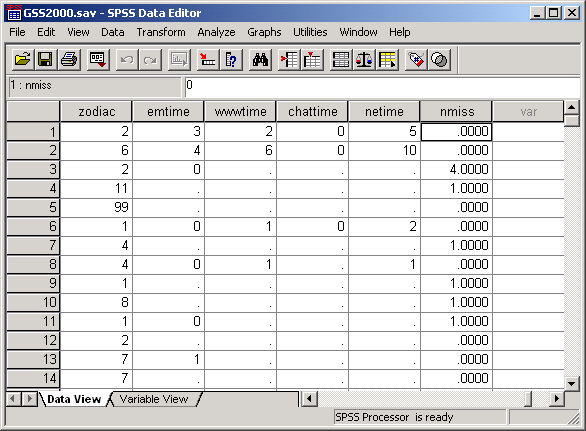 GSS2000.sav - SPSS Data Editor
File Edit View Data Transform Analyze Graphs Utilities Window Help
1 : nmiss 0
zodiac emtime wwwtime chattime netime nmiss var
1 2 3 2 0 5 .0000
2 6 4 6 0 10 .0000
3 2 0 . . . 4.0000
4 11 . . . . 1.0000
5 99 . . . . .0000
6 1 0 1 0 2 .0000
7 4 . . . . 1.0000
8 4 0 1 . 1 .0000
9 1 . . . . 1.0000
10 8 . . . . 1.0000
11 1 0 . . . 1.0000
12 2 . . . . .0000
13 7 1 . . . .0000
14 7 . . . . .0000
Data View Variable View
SPSS Processor is ready